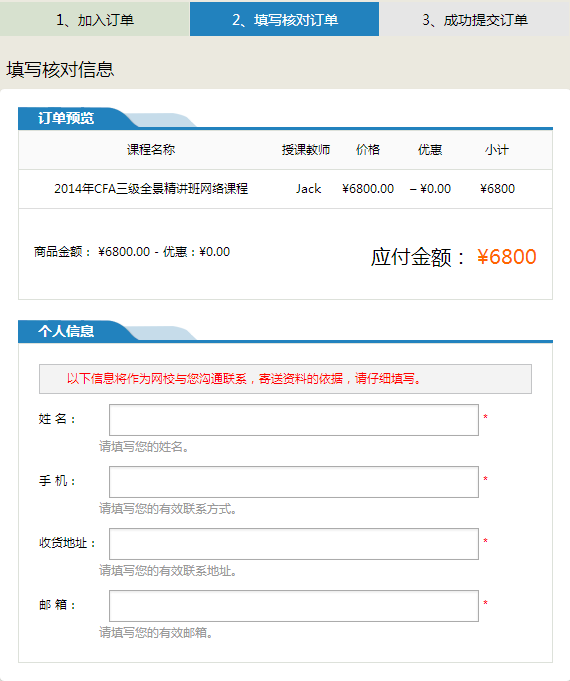 1、加入订单 2、填写核对订单 3、成功提交订单
填写核对信息
订单预览
课程名称 授课教师 价格 优惠 小计
2014年CFA三级全景精讲班网络课程 Jack ¥6800.00 – ¥0.00 ¥6800
商品金额： ¥6800.00 - 优惠：¥0.00 应付金额： ¥6800
个人信息
以下信息将作为网校与您沟通联系，寄送资料的依据，请仔细填写。
姓 名： *
请填写您的姓名。
手 机： *
请填写您的有效联系方式。
收货地址： *
请填写您的有效联系地址。
邮 箱： *
请填写您的有效邮箱。